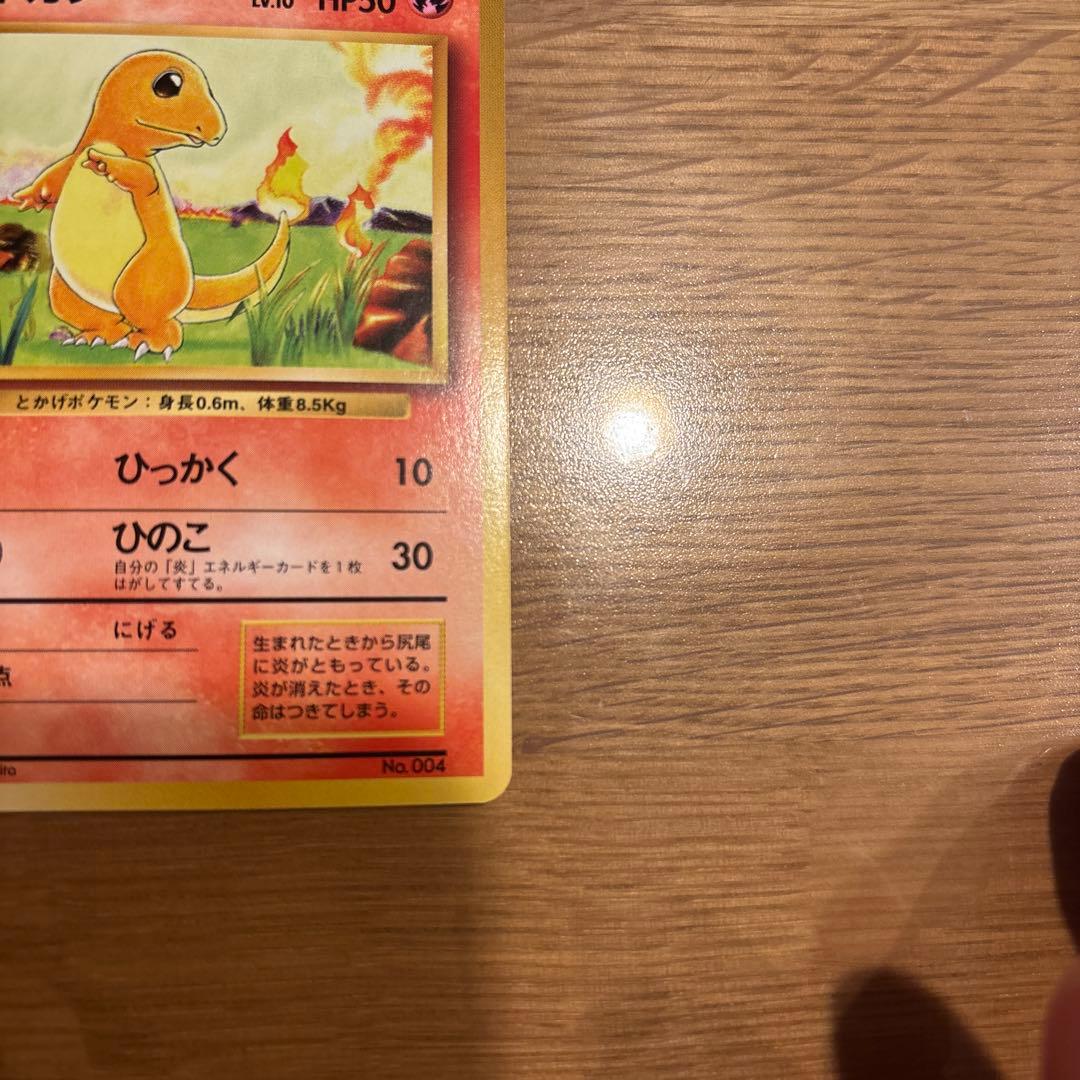 LV.10 HP50
とかげポケモン：身長0.6m、体重8.5Kg
ひっかく 10
ひのこ 30
自分の「炎」エネルギーカードを1枚
はがしてすてる。
にげる
点
生まれたときから尻尾
に炎がともっている。
炎が消えたとき、その
命はつきてしまう。
No. 004